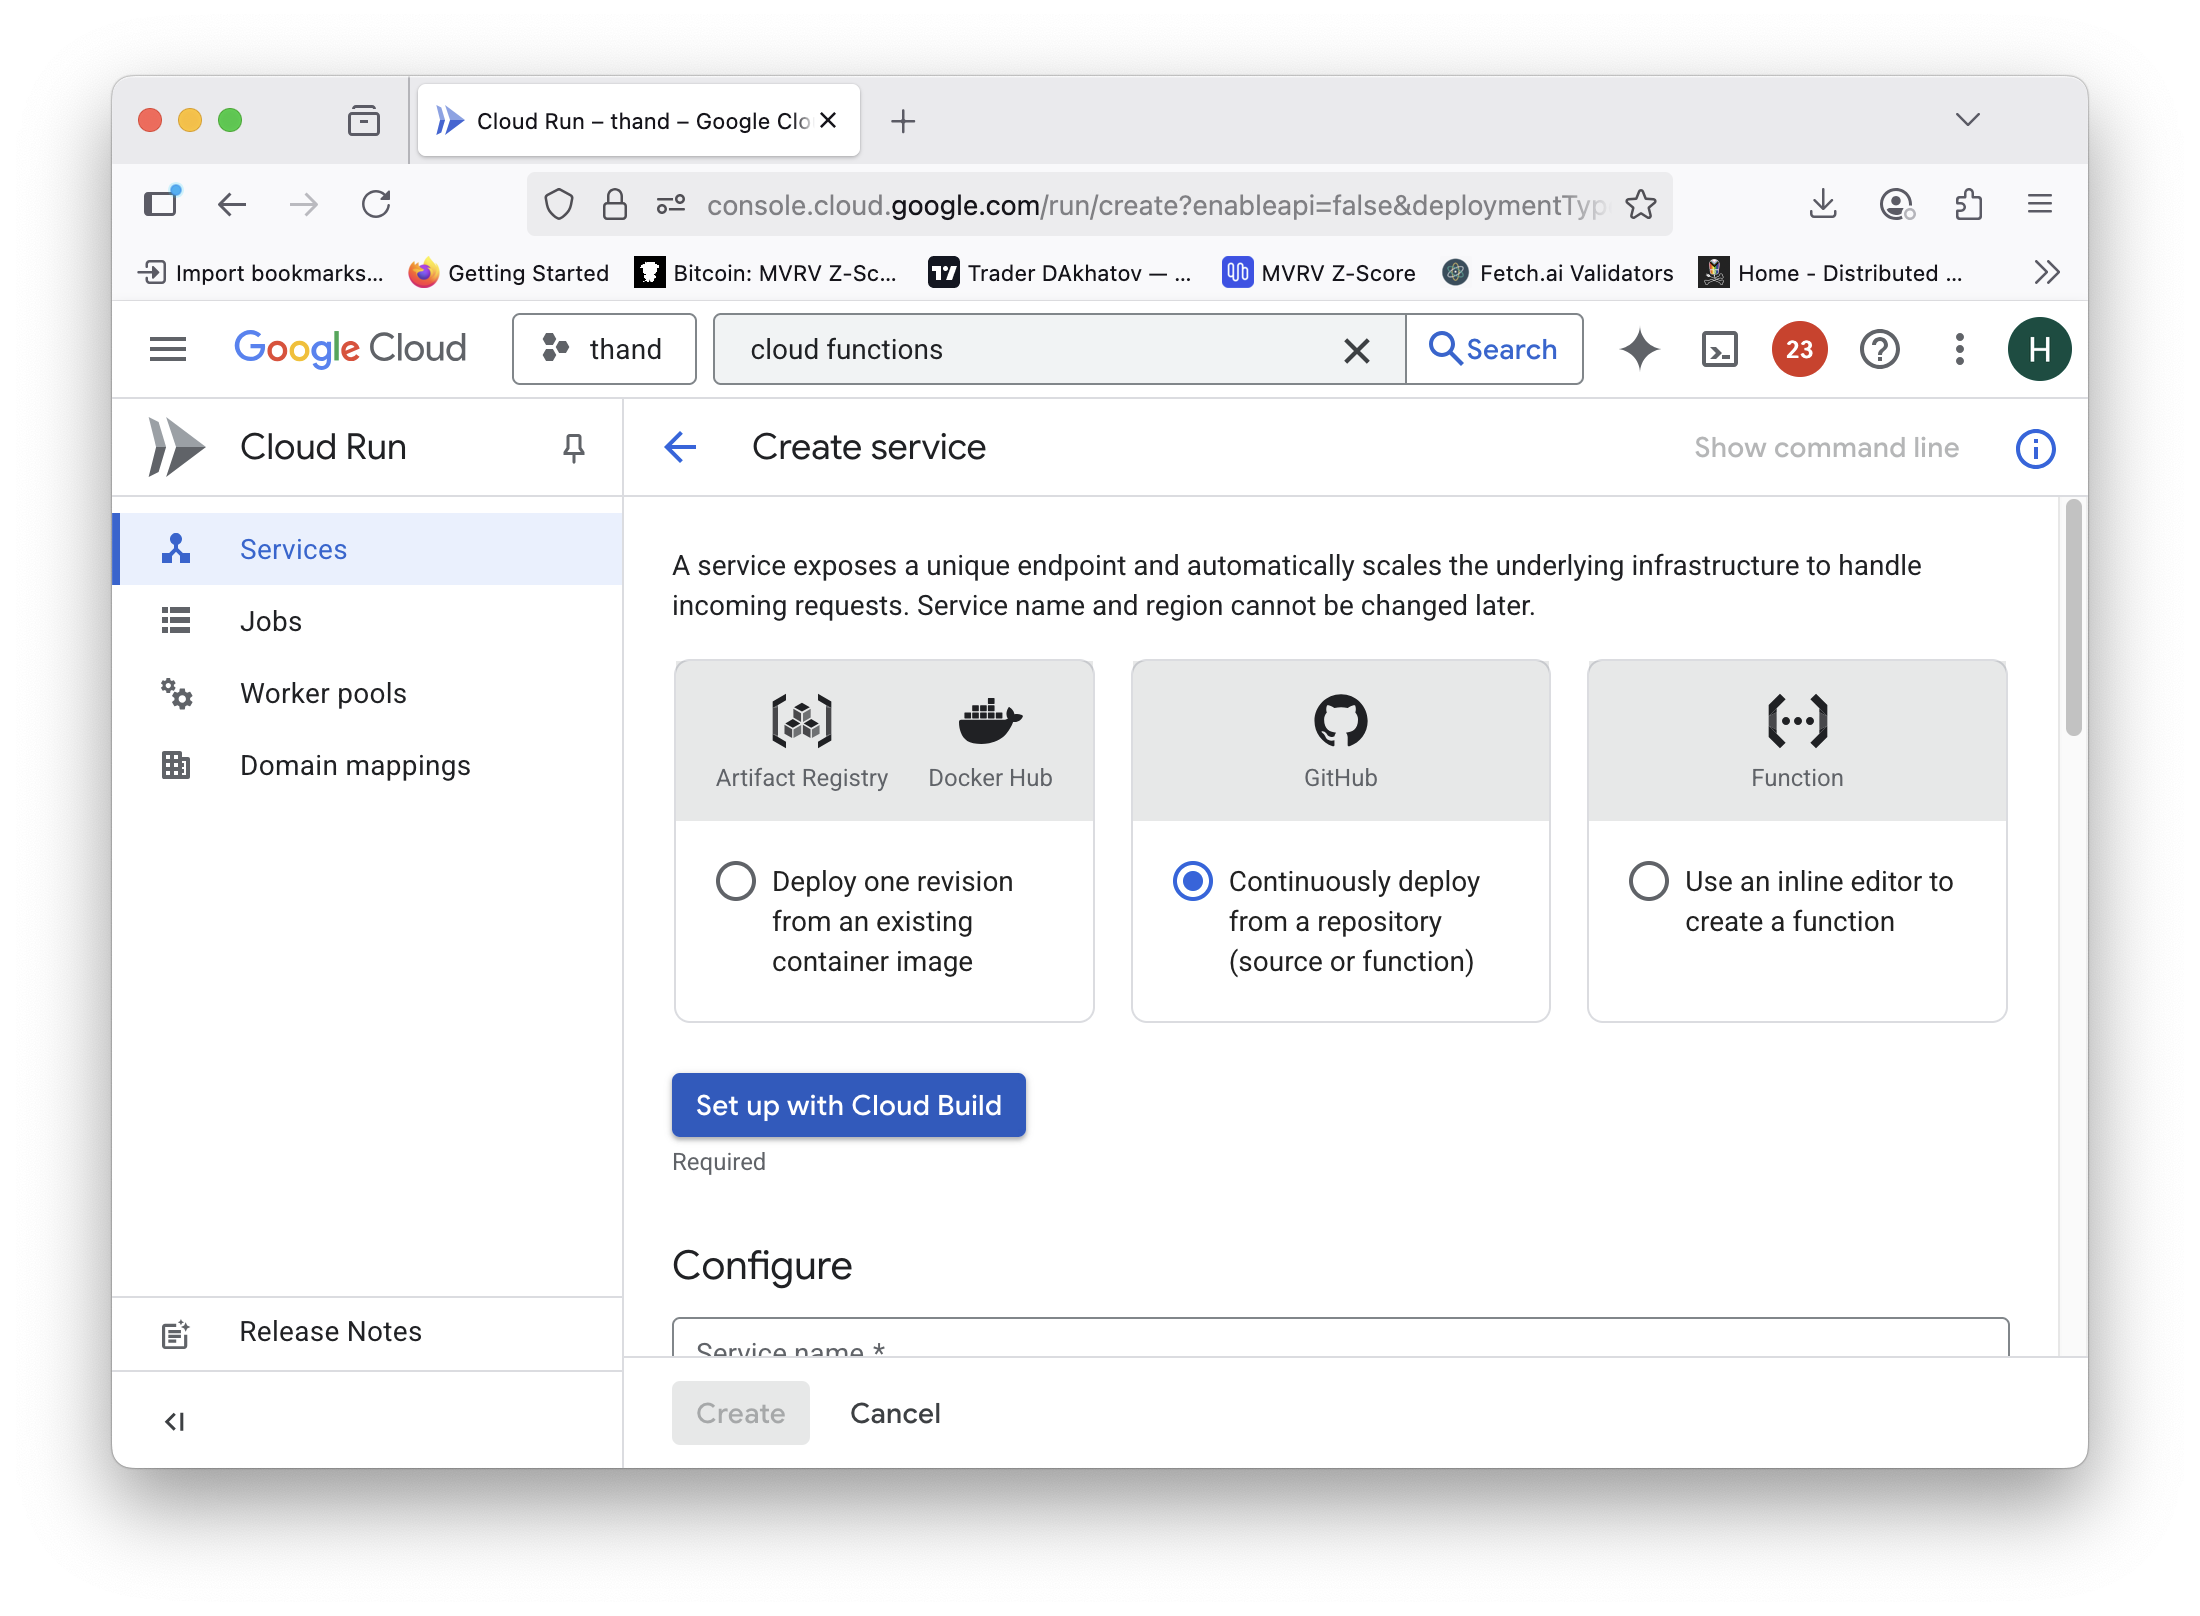 Cloud Run – thand – Google Clo
console.cloud.google.com/run/create?enableapi=false&deploymentTyp
Import bookmarks...
Getting Started
Bitcoin: MVRV Z-Sc...
Trader DAkhatov — ...
MVRV Z-Score
Fetch.ai Validators
Home - Distributed ...
Google Cloud
thand
cloud functions
Search
23
H
Cloud Run
Create service
Show command line
Services
Jobs
Worker pools
Domain mappings
Release Notes
A service exposes a unique endpoint and automatically scales the underlying infrastructure to handle
incoming requests. Service name and region cannot be changed later.
Artifact Registry
Docker Hub
Deploy one revision
from an existing
container image
GitHub
Continuously deploy
from a repository
(source or function)
Function
Use an inline editor to
create a function
Set up with Cloud Build
Required
Configure
Service name *
Create
Cancel